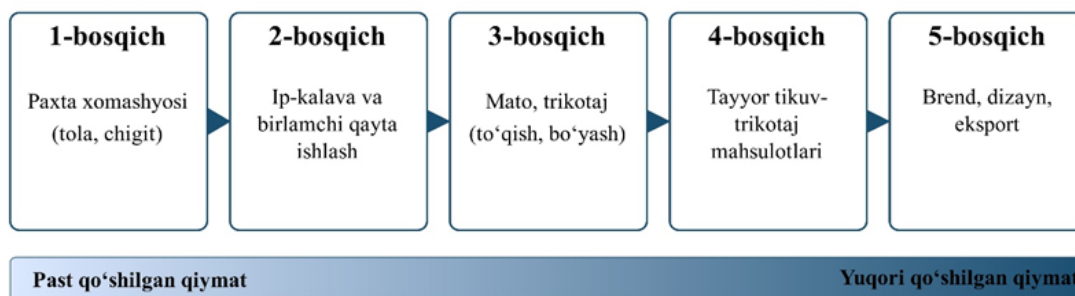 1-bosqich
Paxta xomashyosi
(tola, chigit)
2-bosqich
Ip-kalava va
birlamchi qayta
ishlash
3-bosqich
Mato, trikotaj
(to‘qish, bo‘yash)
4-bosqich
Tayyor tikuv-
trikotaj
mahsulotlari
5-bosqich
Brend, dizayn,
eksport
Past qo‘shilgan qiymat
Yuqori qo‘shilgan qiymat